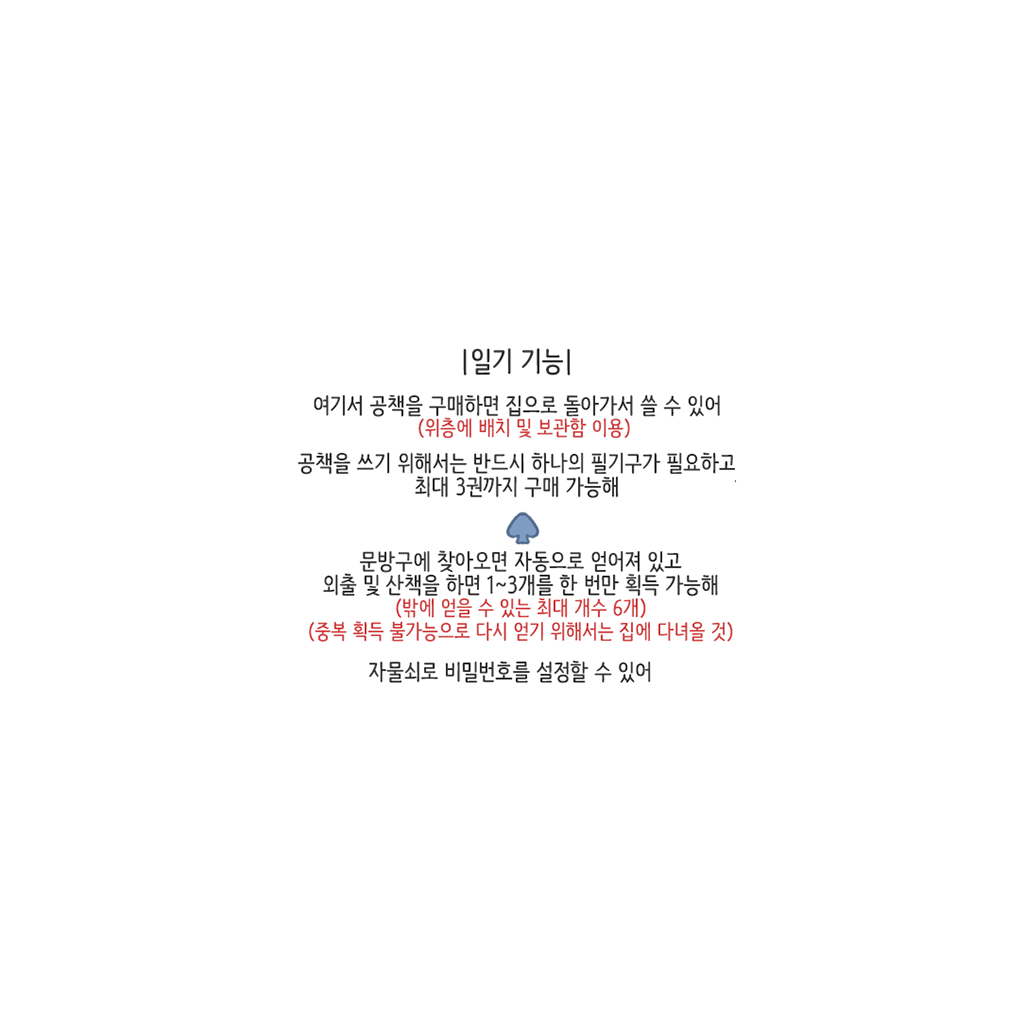 |일기 기능|
여기서 공책을 구매하면 집으로 돌아가서 쓸 수 있어
(위층에 배치 및 보관함 이용)
공책을 쓰기 위해서는 반드시 하나의 필기구가 필요하고
최대 3권까지 구매 가능해
문방구에 찾아오면 자동으로 얻어져 있고
외출 및 산책을 하면 1~3개를 한 번만 획득 가능해
(밖에 얻을 수 있는 최대 개수 6개)
(중복 획득 불가능으로 다시 얻기 위해서는 집에 다녀올 것)
자물쇠로 비밀번호를 설정할 수 있어